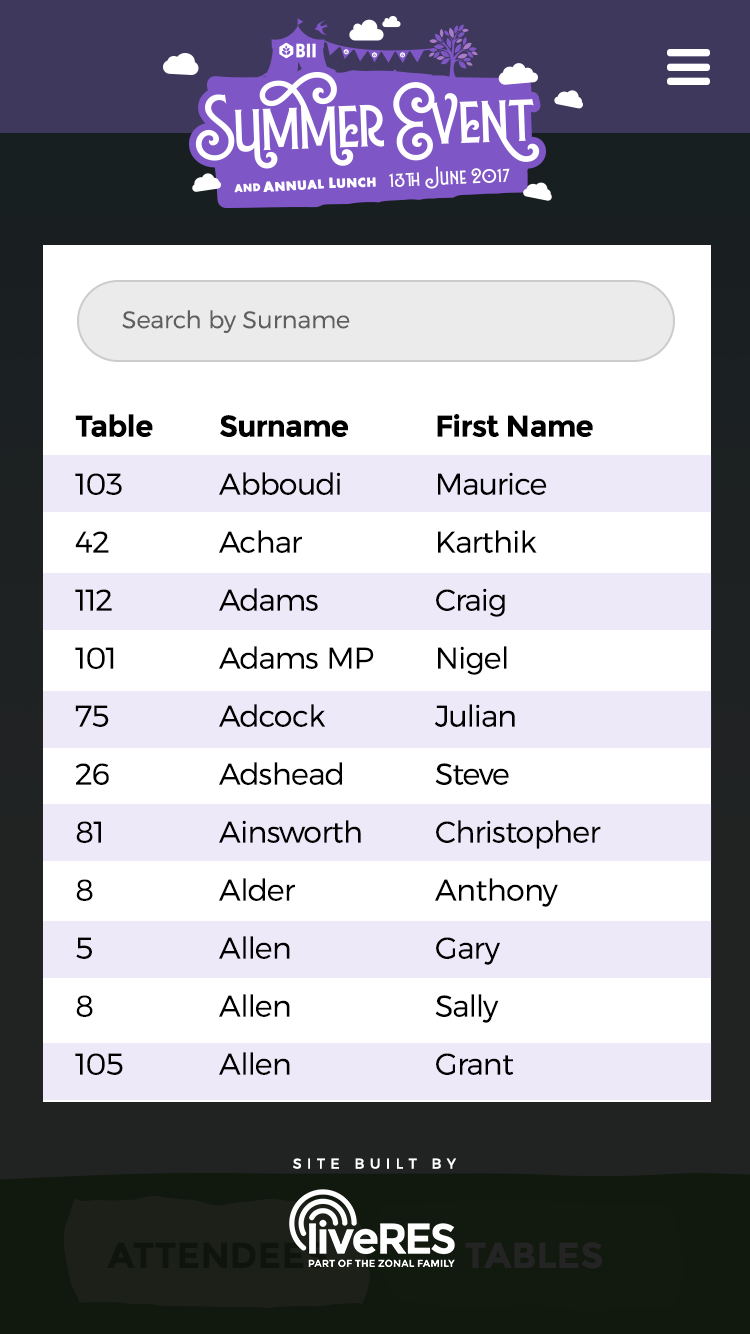 BII
SUMMER EVENT
AND ANNUAL LUNCH 13TH JUNE 2017
Search by Surname
Table Surname First Name
103 Abboudi Maurice
42 Achar Karthik
112 Adams Craig
101 Adams MP Nigel
75 Adcock Julian
26 Adshead Steve
81 Ainsworth Christopher
8 Alder Anthony
5 Allen Gary
8 Allen Sally
105 Allen Grant
SITE BUILT BY
liveRES
PART OF THE ZONAL FAMILY
ATTENDEE TABLES